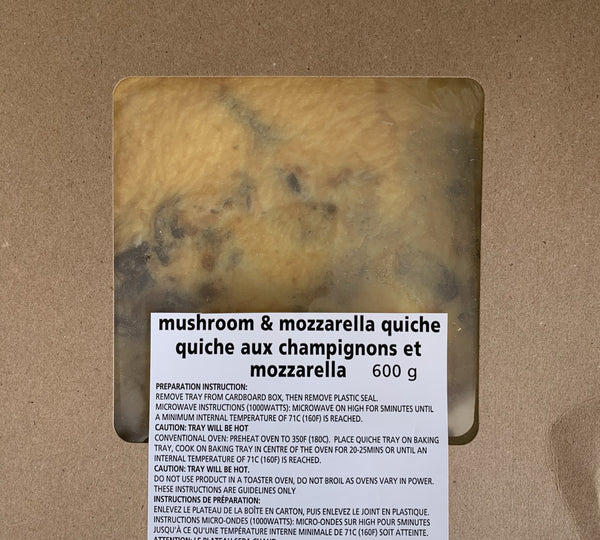 mushroom & mozzarella quiche
quiche aux champignons et
mozzarella 600 g
PREPARATION INSTRUCTION:
REMOVE TRAY FROM CARDBOARD BOX, THEN REMOVE PLASTIC SEAL.
MICROWAVE INSTRUCTIONS (1000WATTS): MICROWAVE ON HIGH FOR 5MINUTES UNTIL
A MINIMUM INTERNAL TEMPERATURE OF 71C (160F) IS REACHED.
CAUTION: TRAY WILL BE HOT
CONVENTIONAL OVEN: PREHEAT OVEN TO 350F (180C). PLACE QUICHE TRAY ON BAKING
TRAY, COOK ON BAKING TRAY IN CENTRE OF THE OVEN FOR 20-25MINS OR UNTIL AN
INTERNAL TEMPERATURE OF 71C (160F) IS REACHED.
CAUTION: TRAY WILL BE HOT.
DO NOT USE PRODUCT IN A TOASTER OVEN, DO NOT BROIL AS OVENS VARY IN POWER.
THESE INSTRUCTIONS ARE GUIDELINES ONLY
INSTRUCTIONS DE PRÉPARATION:
ENLEVEZ LE PLATEAU DE LA BOÎTE EN CARTON, PUIS ENLEVEZ LE JOINT EN PLASTIQUE.
INSTRUCTIONS MICRO-ONDES (1000WATTS): MICRO-ONDES SUR HIGH POUR 5MINUTES
JUSQU'À CE QU'UNE TEMPÉRATURE INTERNE MINIMALE DE 71C (160F) SOIT ATTEINTE.
ATTENTION: LE PLATEAU SERA CHAUD